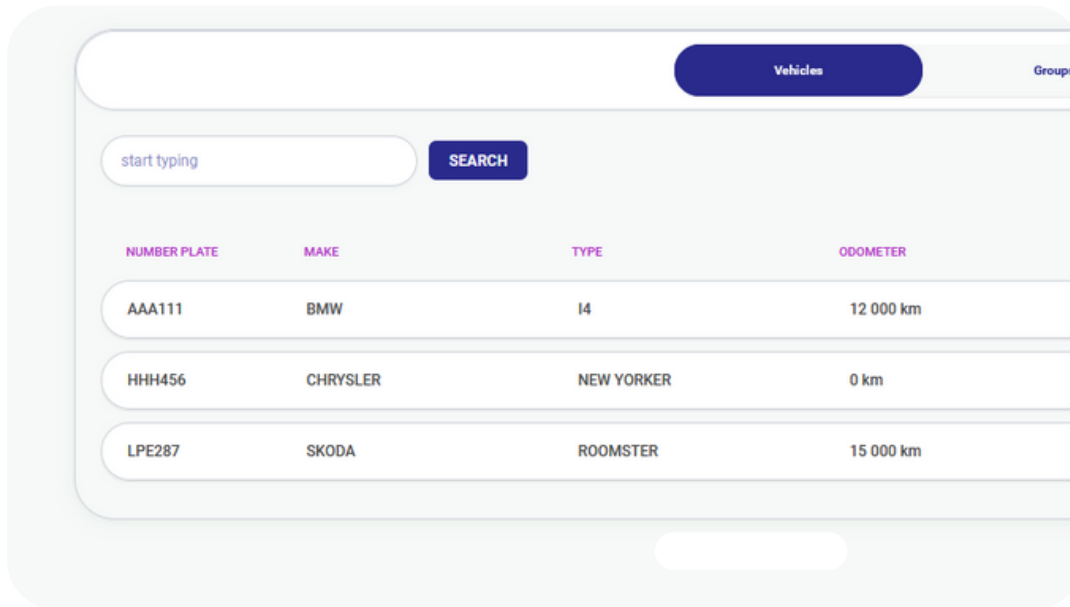 Vehicles Groups
start typing SEARCH
NUMBER PLATE MAKE TYPE ODOMETER
AAA111 BMW I4 12 000 km
HHH456 CHRYSLER NEW YORKER 0 km
LPE287 SKODA ROOMSTER 15 000 km